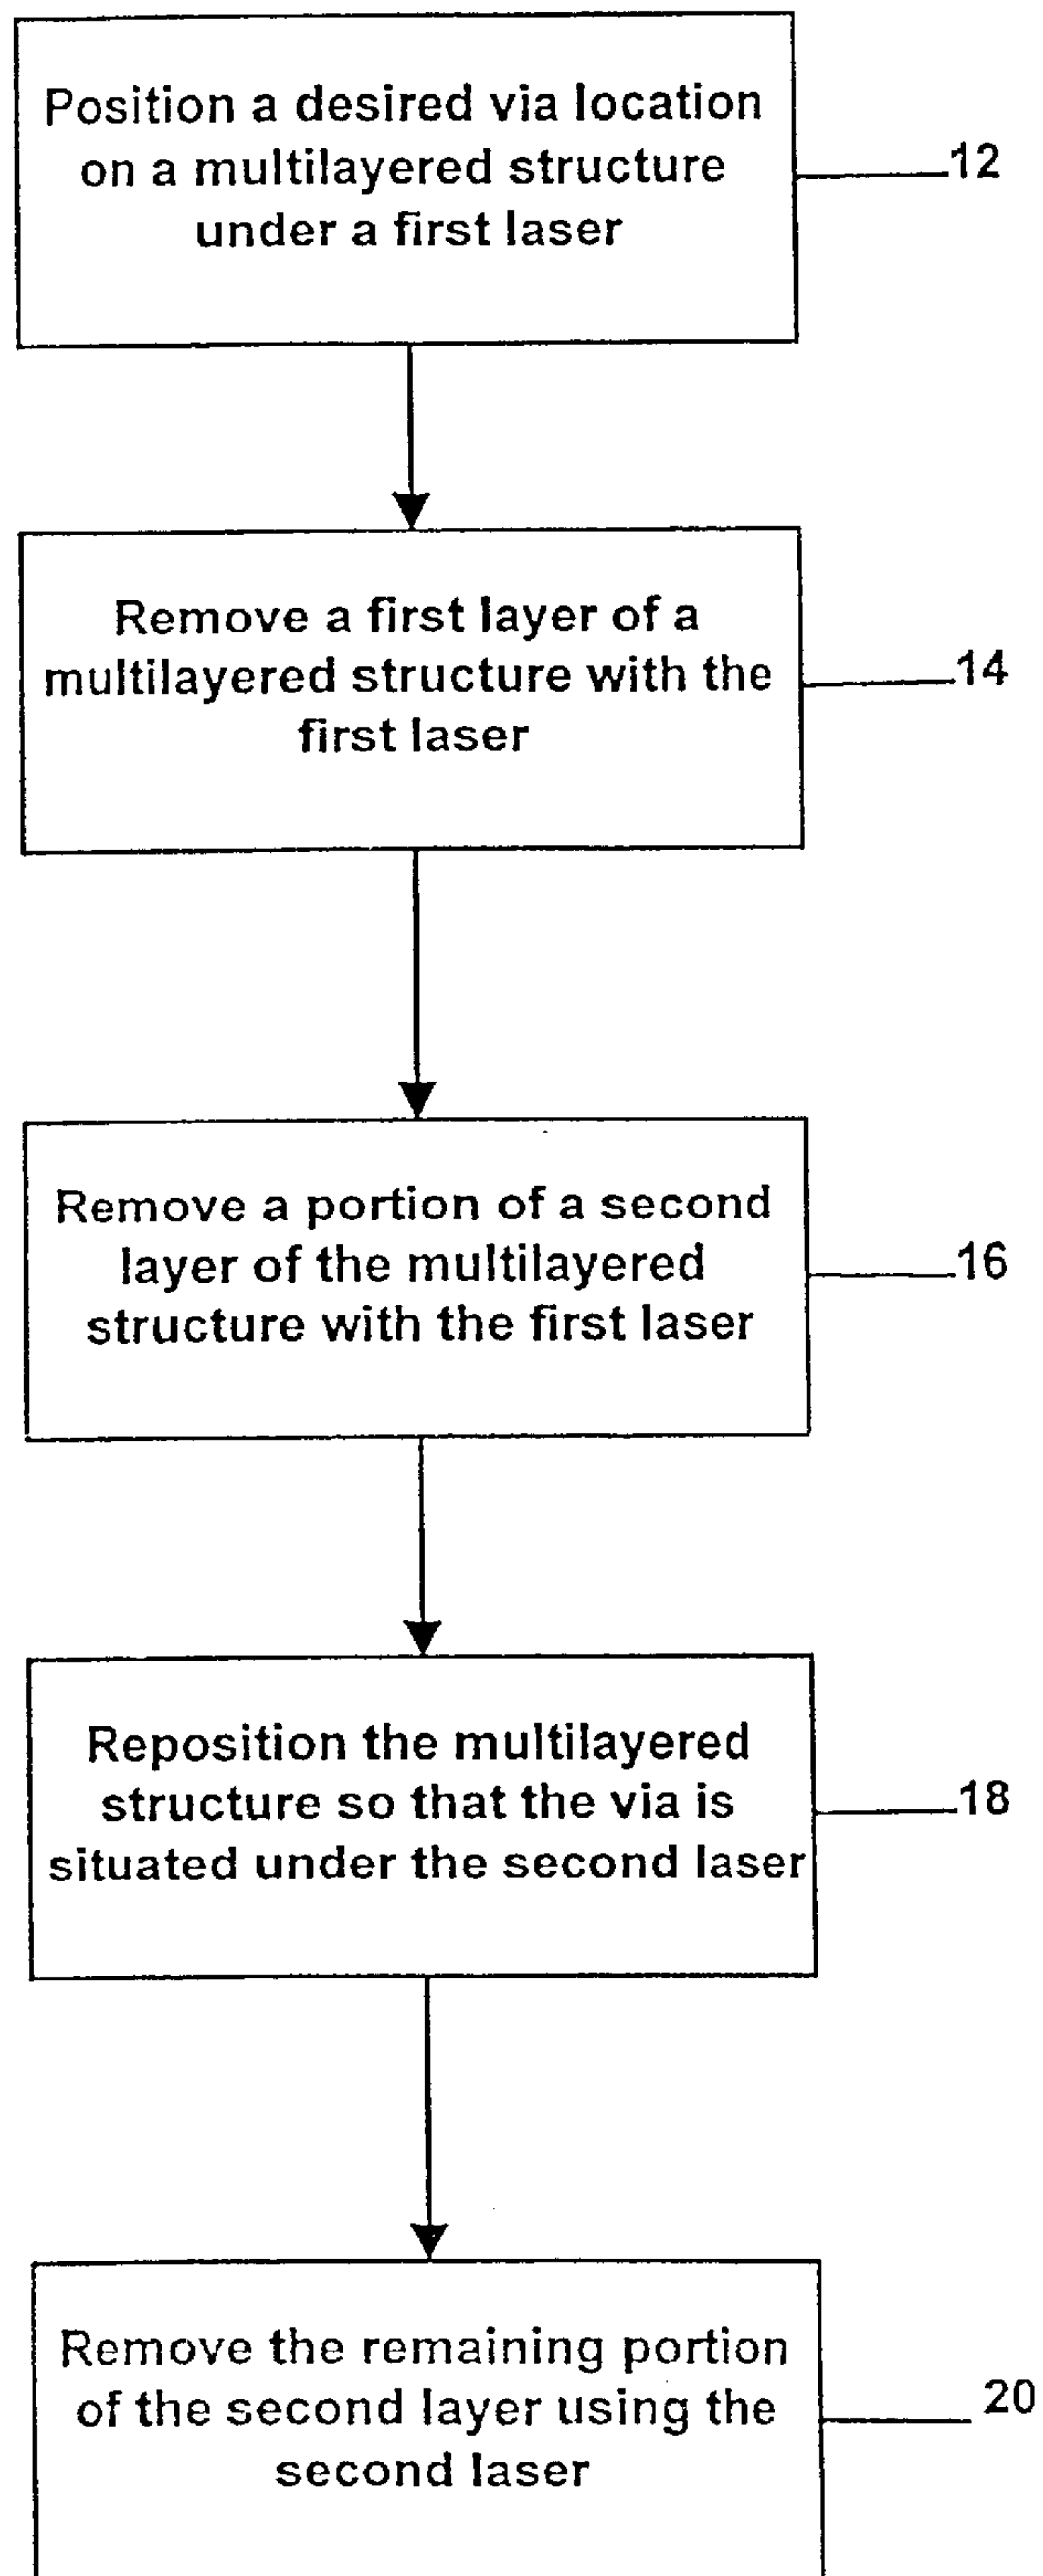 Position a desired via location
on a multilayered structure
under a first laser
12
Remove a first layer of a
multilayered structure with the
first laser
14
Remove a portion of a second
layer of the multilayered
structure with the first laser
16
Reposition the multilayered
structure so that the via is
situated under the second laser
18
Remove the remaining portion
of the second layer using the
second laser
20